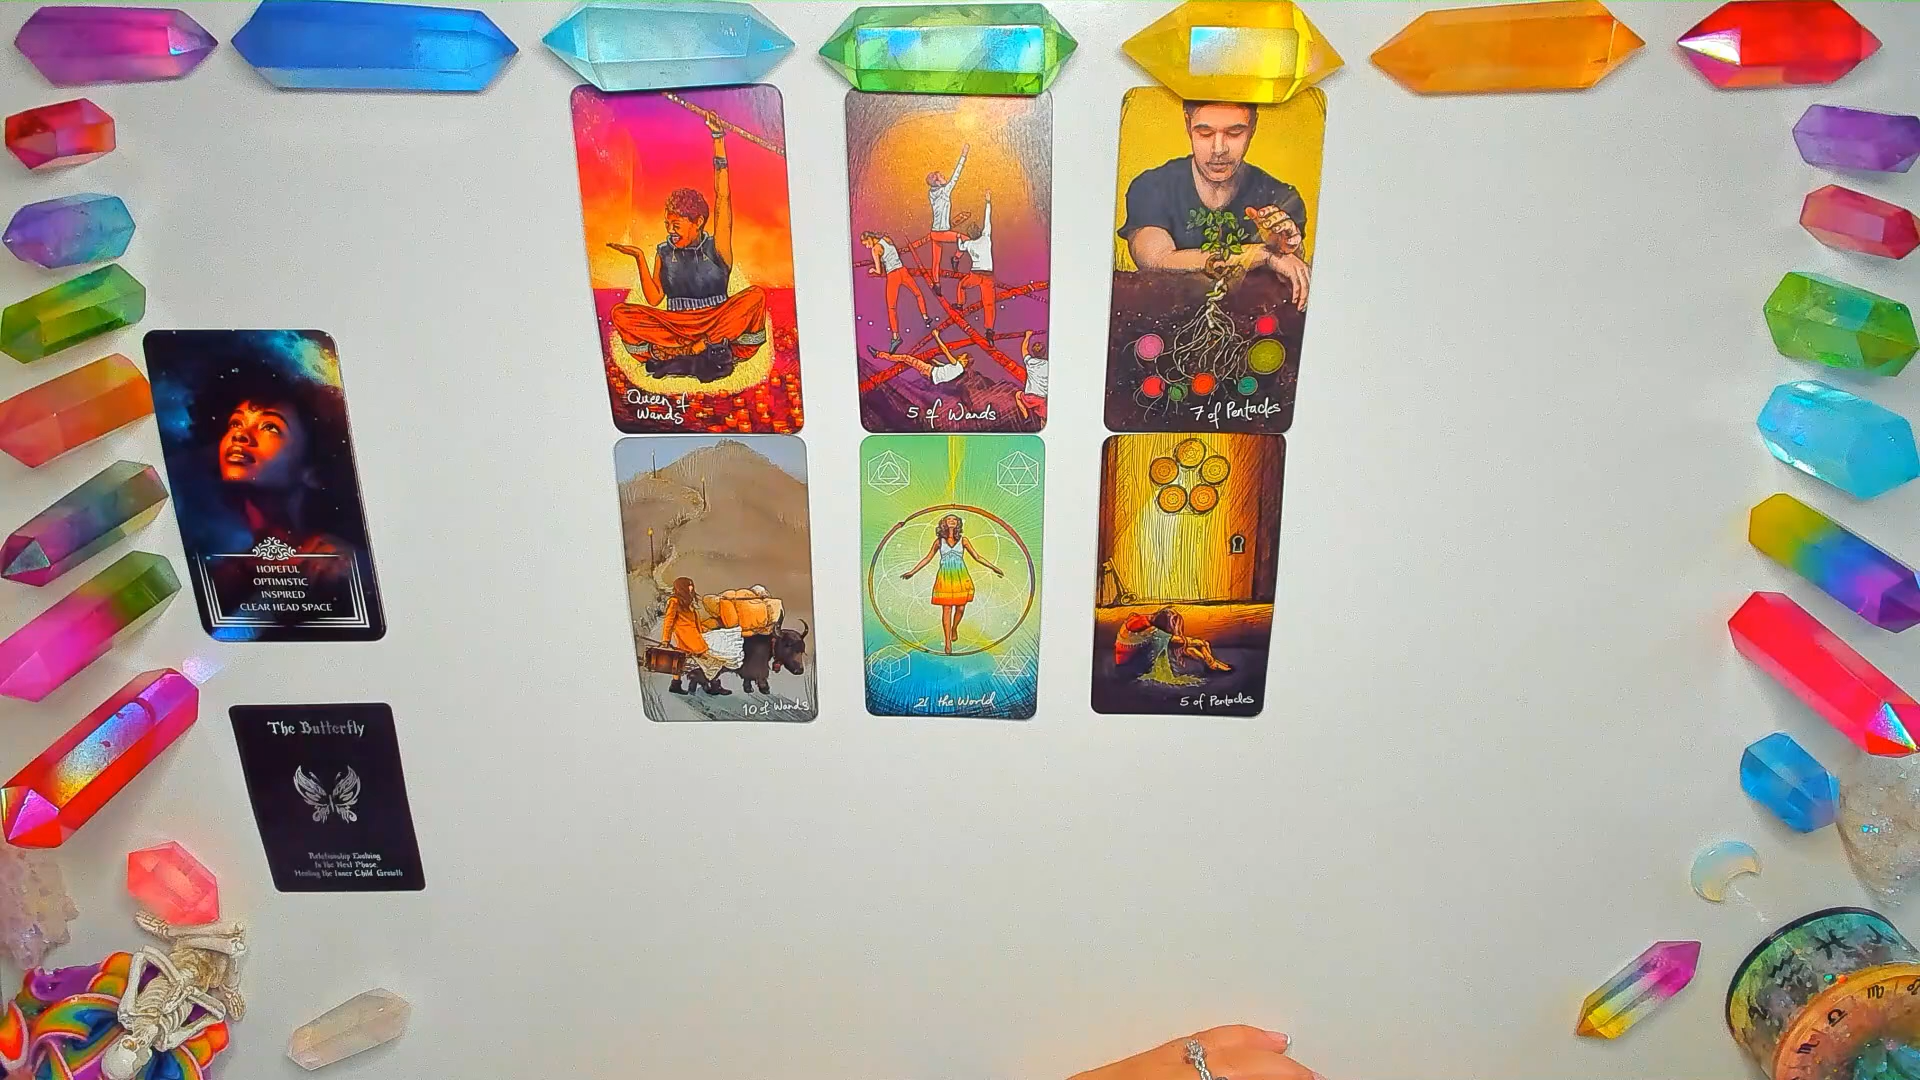 Queen of
Wands
5 of Wands
7 of Pentacles
10 of Wands
21 the World
5 of Pentacles
HOPEFUL
OPTIMISTIC
INSPIRED
CLEAR HEAD SPACE
The Butterfly
Relationship Evolving
To the Next Phase.
Healing the Inner Child Growth